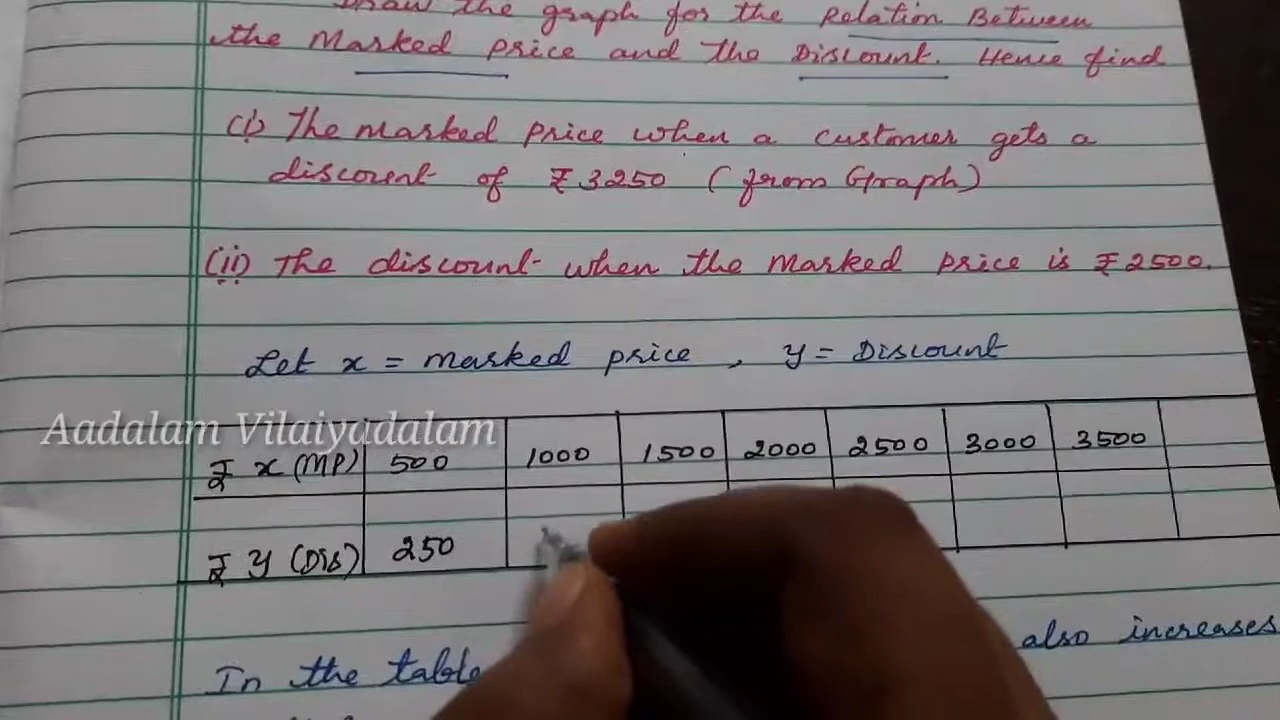 Draw the graph for the Relation Between
the Marked Price and the Discount. Hence find
(i) The marked Price when a customer gets a
discount of ₹3250 (from Graph)
(ii) the discount when the marked price is ₹2500.
Let x = marked price, y = Discount
Aadalam Vilaiyadalam
₹ x (MP) 500 1000 1500 2000 2500 3000 3500
₹ y (Dis) 250
also increases
In the table